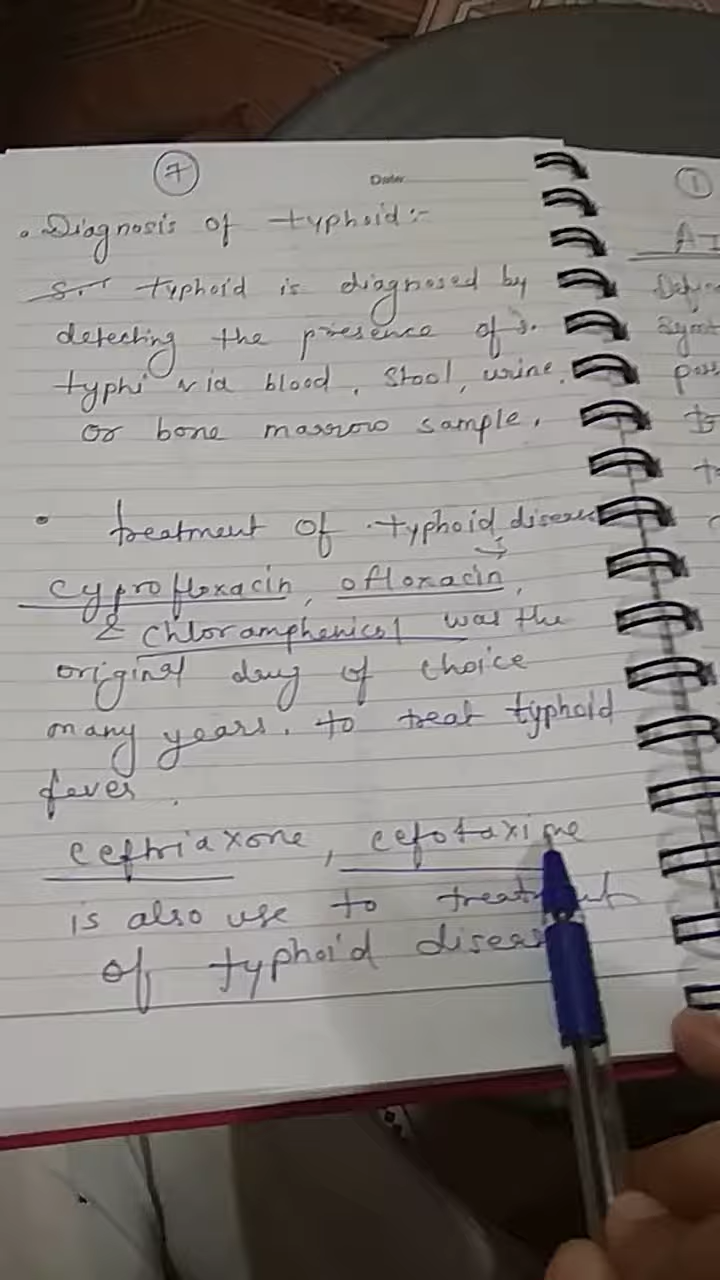 7
Date:
• Diagnosis of typhoid:-
typhoid is diagnosed by
detecting the presence of s.
typhi via blood, stool, urine,
or bone marrow sample.
• treatment of typhoid disease
cyprofloxacin, ofloxacin,
& chloramphenicol was the
original drug of choice
many years. to treat typhoid
fever.
ceftriaxone, cefotaxime
is also use to treatment
of typhoid diseas
1